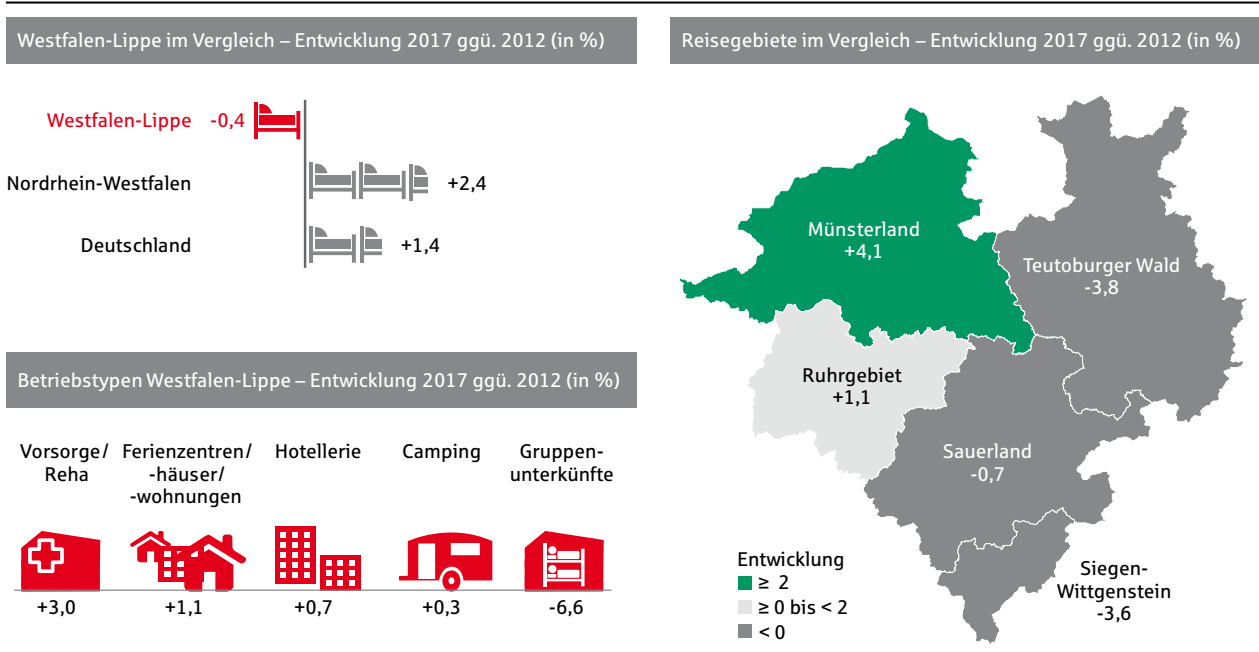 Westfalen-Lippe im Vergleich – Entwicklung 2017 ggü. 2012 (in %)
Westfalen-Lippe -0,4
Nordrhein-Westfalen +2,4
Deutschland +1,4
Betriebstypen Westfalen-Lippe – Entwicklung 2017 ggü. 2012 (in %)
Vorsorge/
Reha
+3,0
Ferienzentren/
-häuser/
-wohnungen
+1,1
Hotellerie
+0,7
Camping
+0,3
Gruppen-
unterkünfte
-6,6
Reisegebiete im Vergleich – Entwicklung 2017 ggü. 2012 (in %)
Münsterland
+4,1
Teutoburger Wald
-3,8
Ruhrgebiet
+1,1
Sauerland
-0,7
Siegen-
Wittgenstein
-3,6
Entwicklung
≥ 2
≥ 0 bis < 2
< 0